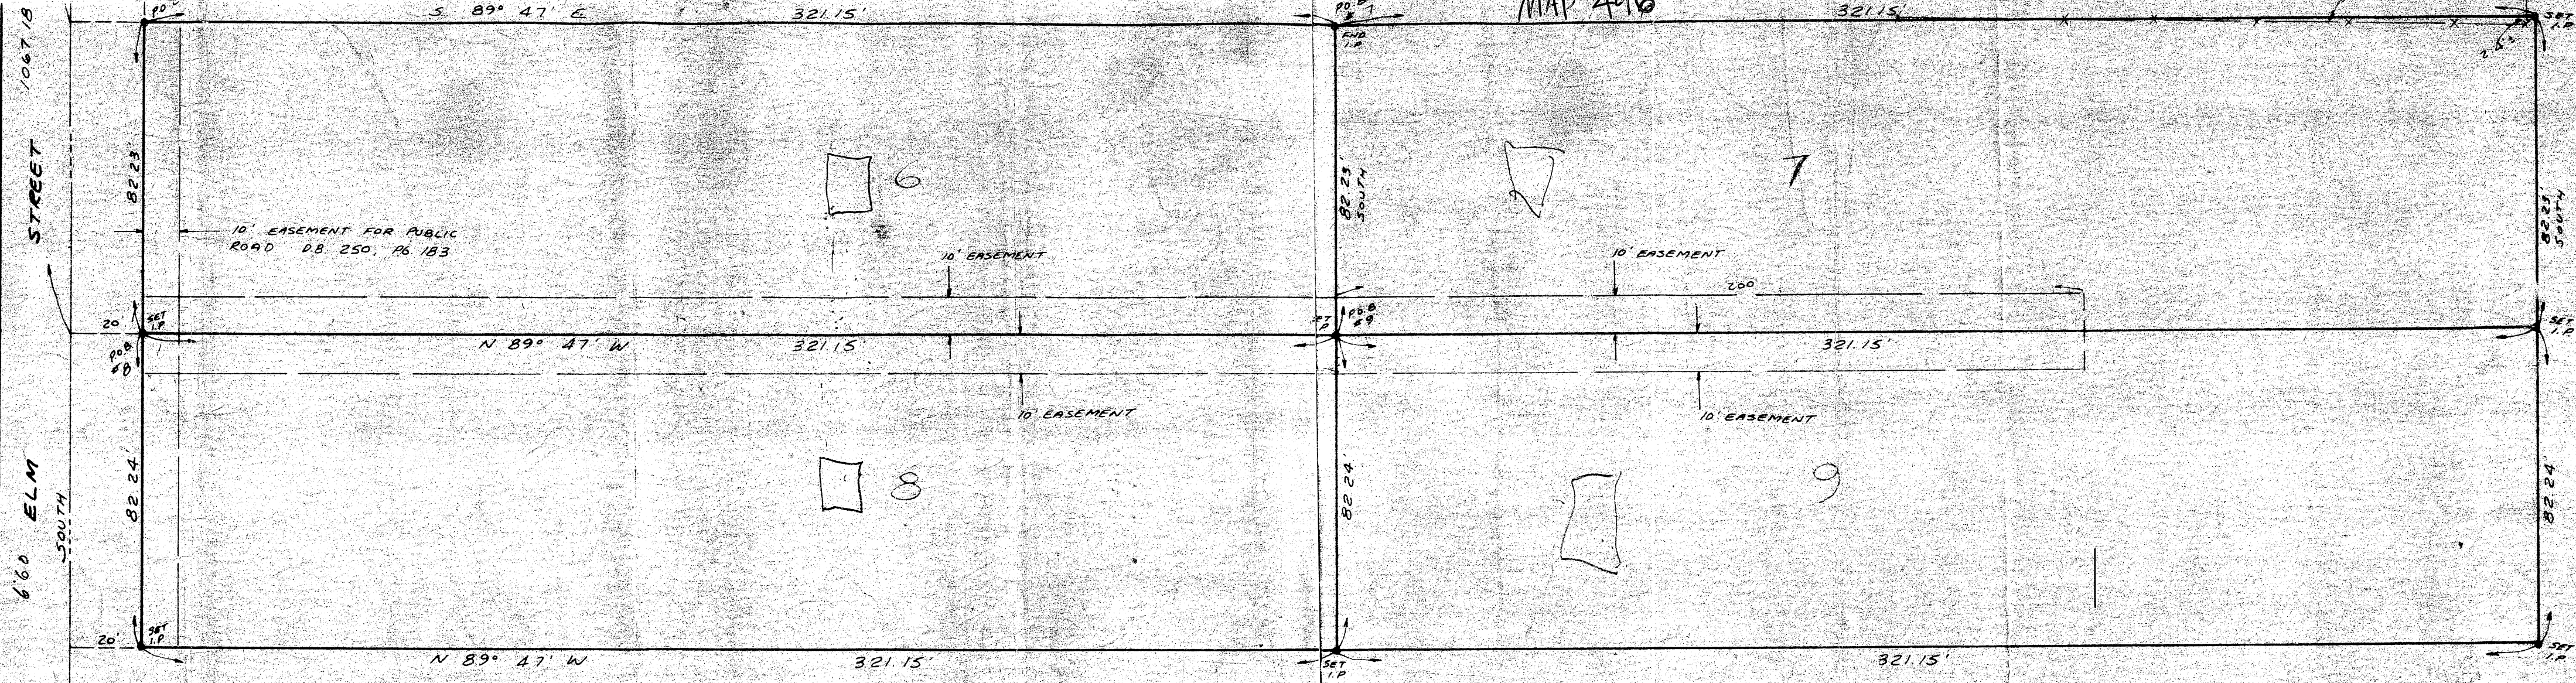 S 89° 47' E
321.15'
MAP 496
321.15'
SET
I.P.
FND.
I.P.
1067.18
STREET
82.23'
6
7
82.23'
SOUTH
82.23'
SOUTH
10' EASEMENT FOR PUBLIC
ROAD D.B. 250, PG. 183
10' EASEMENT
10' EASEMENT
200'
20'
SET
I.P.
P.O.B.
#8
P.O.B.
#9
SET
I.P.
N 89° 47' W
321.15'
321.15'
10' EASEMENT
10' EASEMENT
ELM
SOUTH
82.24'
8
9
82.24'
82.24'
20'
SET
I.P.
N 89° 47' W
321.15'
SET
I.P.
321.15'
SET
I.P.